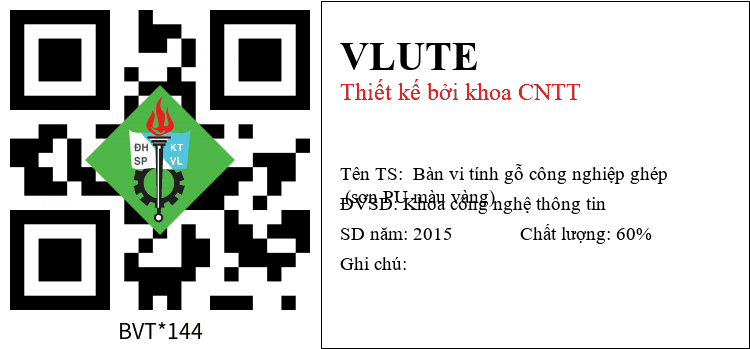 ĐH
KT
SP
VL
BVT*144
VLUTE
Thiết kế bởi khoa CNTT
Tên TS: Bàn vi tính gỗ công nghiệp ghép
(sơn PU màu vàng)
ĐVSD: Khoa công nghệ thông tin
SD năm: 2015 Chất lượng: 60%
Ghi chú: